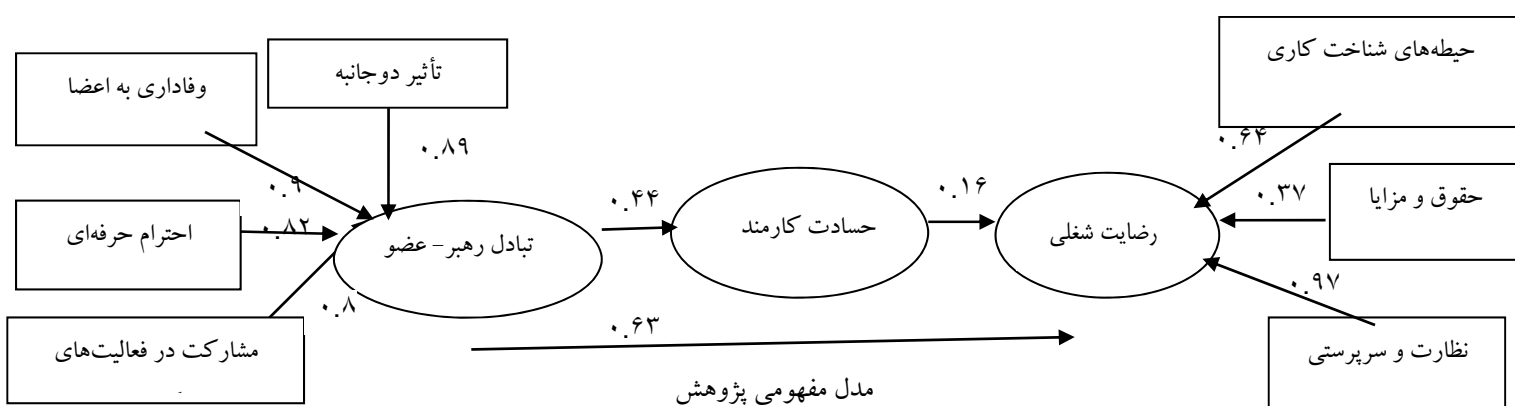 حیطه‌های شناخت کاری
تأثیر دوجانبه
وفاداری به اعضا
۰.۸۹
۰.۶۴
۰.۹
۰.۴۴
۰.۱۶
۰.۳۷
حقوق و مزایا
احترام حرفه‌ای
۰.۸۲
تبادل رهبر- عضو
حسادت کارمند
رضایت شغلی
۰.۸
۰.۶۳
۰.۹۷
مشارکت در فعالیت‌های
نظارت و سرپرستی
مدل مفهومی پژوهش